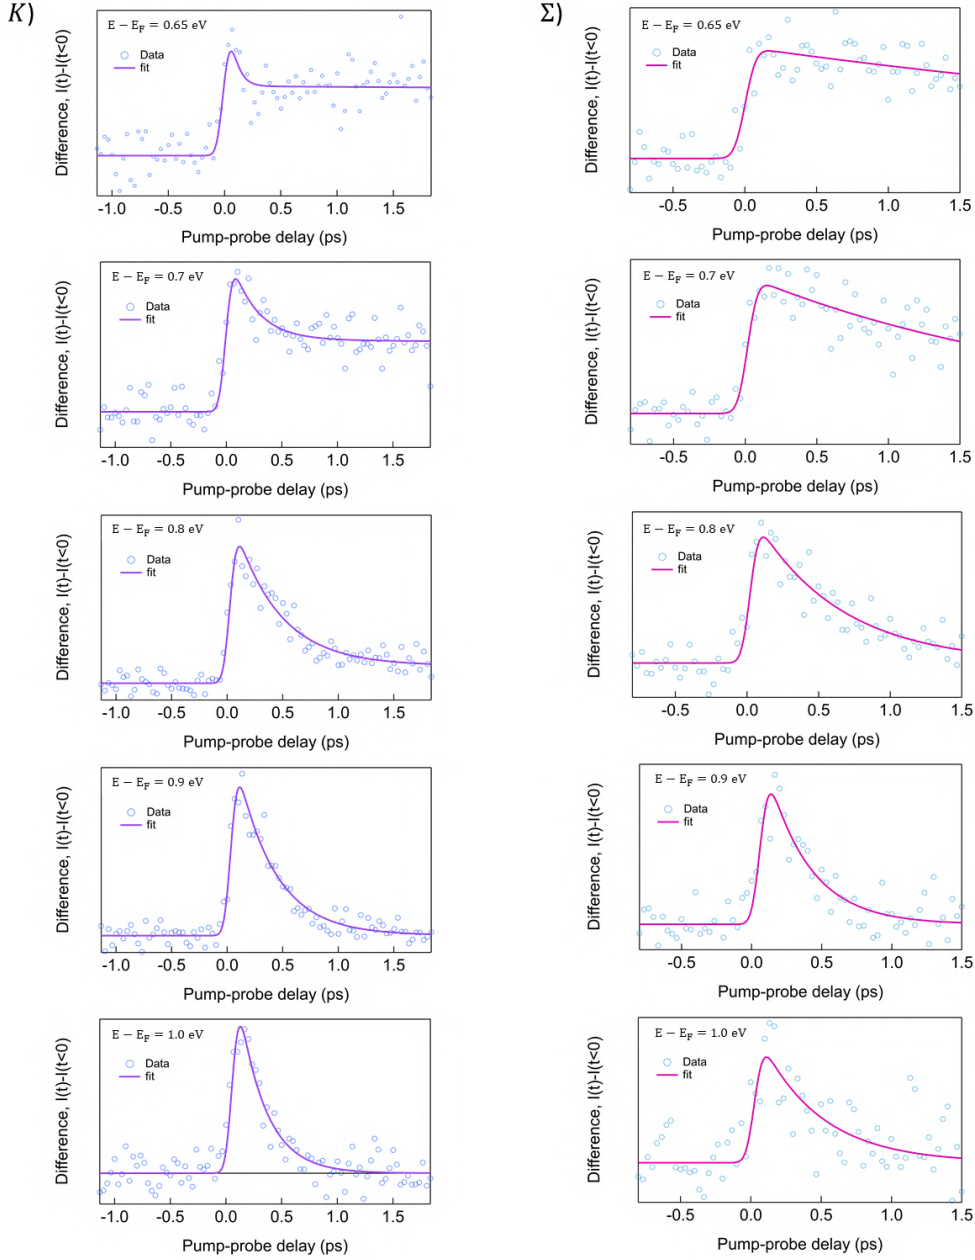 K)
Σ)
E − E_F = 0.65 eV
Data
fit
Difference, I(t)-I(t<0)
-1.0 -0.5 0.0 0.5 1.0 1.5
Pump-probe delay (ps)
E − E_F = 0.65 eV
Data
fit
Difference, I(t)-I(t<0)
-0.5 0.0 0.5 1.0 1.5
Pump-probe delay (ps)
E − E_F = 0.7 eV
Data
fit
Difference, I(t)-I(t<0)
-1.0 -0.5 0.0 0.5 1.0 1.5
Pump-probe delay (ps)
E − E_F = 0.7 eV
Data
fit
Difference, I(t)-I(t<0)
-0.5 0.0 0.5 1.0 1.5
Pump-probe delay (ps)
E − E_F = 0.8 eV
Data
fit
Difference, I(t)-I(t<0)
-1.0 -0.5 0.0 0.5 1.0 1.5
Pump-probe delay (ps)
E − E_F = 0.8 eV
Data
fit
Difference, I(t)-I(t<0)
-0.5 0.0 0.5 1.0 1.5
Pump-probe delay (ps)
E − E_F = 0.9 eV
Data
fit
Difference, I(t)-I(t<0)
-1.0 -0.5 0.0 0.5 1.0 1.5
Pump-probe delay (ps)
E − E_F = 0.9 eV
Data
fit
Difference, I(t)-I(t<0)
-0.5 0.0 0.5 1.0 1.5
Pump-probe delay (ps)
E − E_F = 1.0 eV
Data
fit
Difference, I(t)-I(t<0)
-1.0 -0.5 0.0 0.5 1.0 1.5
Pump-probe delay (ps)
E − E_F = 1.0 eV
Data
fit
Difference, I(t)-I(t<0)
-0.5 0.0 0.5 1.0 1.5
Pump-probe delay (ps)